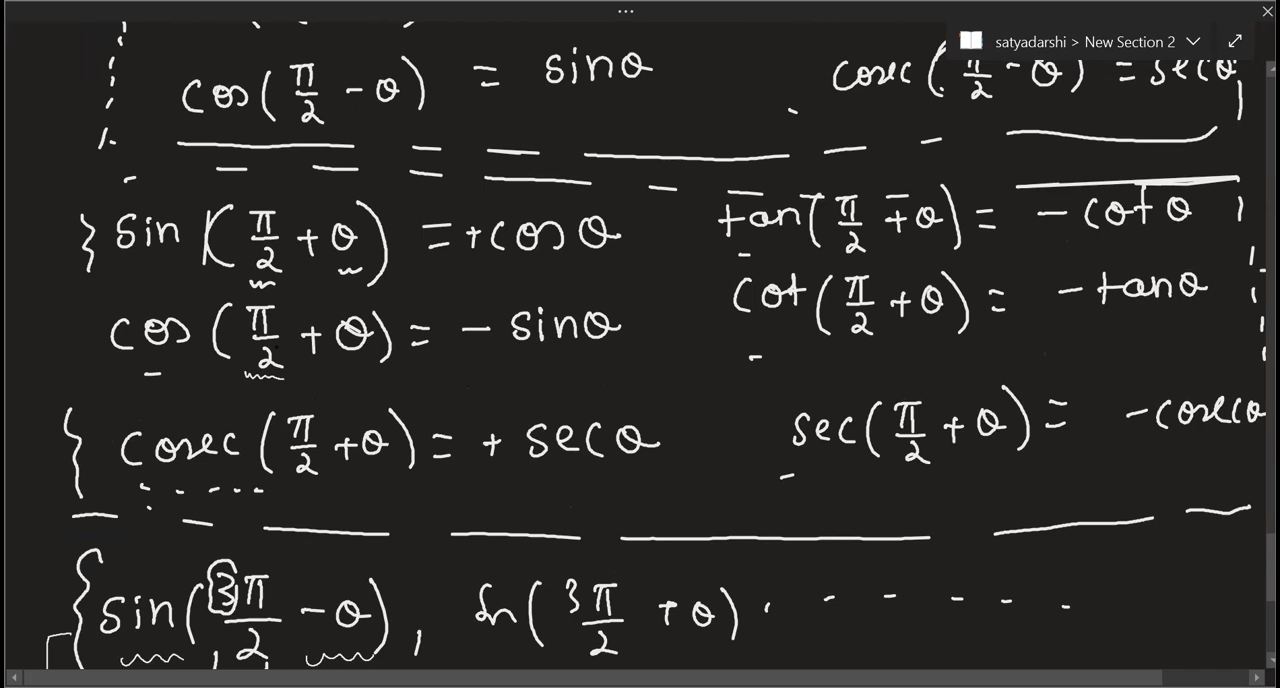 satyadarshi > New Section 2
cos(π/2 - θ) = sinθ
cosec(π/2 - θ) = secθ
sin(π/2 + θ) = +cosθ
tan(π/2 + θ) = - cotθ
cos(π/2 + θ) = - sinθ
cot(π/2 + θ) = - tanθ
cosec(π/2 + θ) = + secθ
sec(π/2 + θ) = - cosecθ
sin(3π/2 - θ), sin(3π/2 + θ)